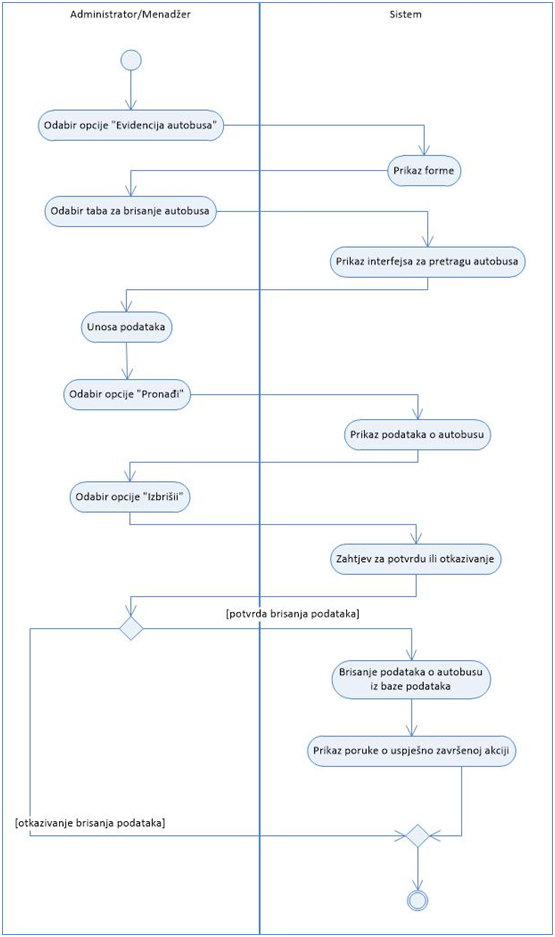 Administrator/Menadžer
Sistem
Odabir opcije "Evidencija autobusa"
Prikaz forme
Odabir taba za brisanje autobusa
Prikaz interfejsa za pretragu autobusa
Unosa podataka
Odabir opcije "Pronađi"
Prikaz podataka o autobusu
Odabir opcije "Izbrišii"
Zahtjev za potvrdu ili otkazivanje
[potvrda brisanja podataka]
Brisanje podataka o autobusu
iz baze podataka
Prikaz poruke o uspješno završenoj akciji
[otkazivanje brisanja podataka]